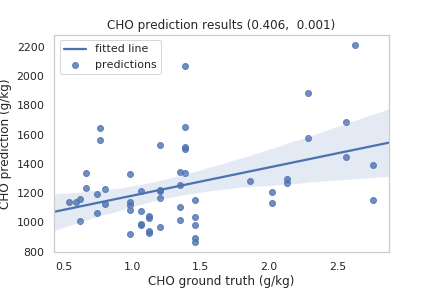 CHO prediction results (0.406, 0.001)
fitted line
predictions
CHO prediction (g/kg)
2200
2000
1800
1600
1400
1200
1000
800
0.5 1.0 1.5 2.0 2.5
CHO ground truth (g/kg)